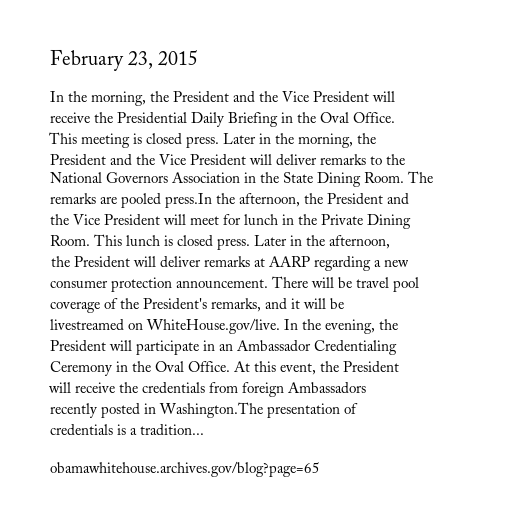 February 23, 2015
In the morning, the President and the Vice President will
receive the Presidential Daily Briefing in the Oval Office.
This meeting is closed press. Later in the morning, the
President and the Vice President will deliver remarks to the
National Governors Association in the State Dining Room. The
remarks are pooled press.In the afternoon, the President and
the Vice President will meet for lunch in the Private Dining
Room. This lunch is closed press. Later in the afternoon,
the President will deliver remarks at AARP regarding a new
consumer protection announcement. There will be travel pool
coverage of the President's remarks, and it will be
livestreamed on WhiteHouse.gov/live. In the evening, the
President will participate in an Ambassador Credentialing
Ceremony in the Oval Office. At this event, the President
will receive the credentials from foreign Ambassadors
recently posted in Washington.The presentation of
credentials is a tradition...
obamawhitehouse.archives.gov/blog?page=65